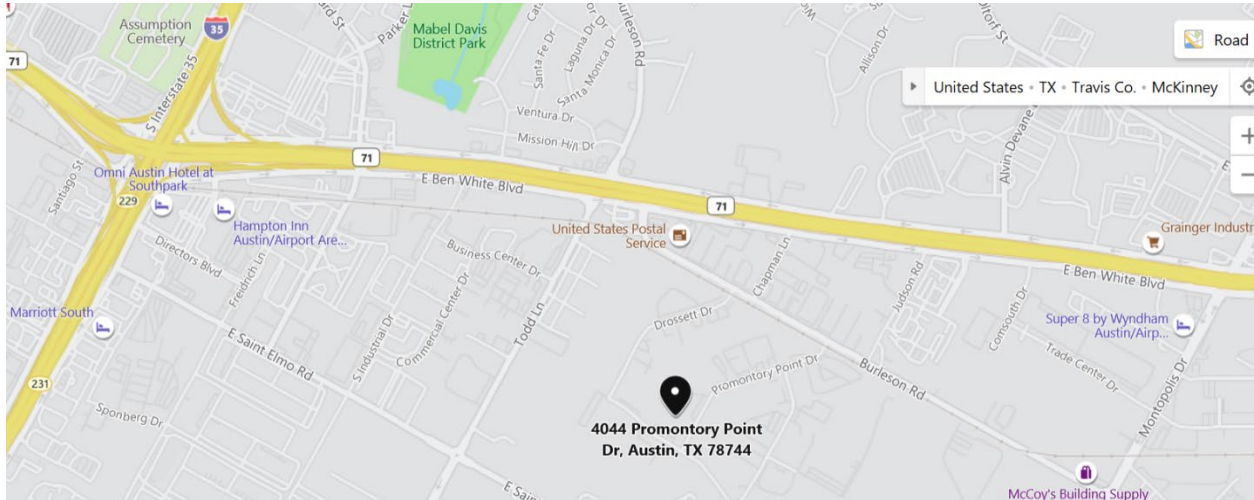 Assumption
Cemetery
35
S Interstate 35
71
Parker L
Mabel Davis
District Park
Santa Fe Dr
Laguna Dr
Santa Monica Dr
Burleson Rd
Allison Dr
Ventura Dr
Mission Hill Dr
Alvin Devane
Road
United States • TX • Travis Co. • McKinney
+
−
71
E Ben White Blvd
71
Santiago St
Omni Austin Hotel at
Southpark
229
Hampton Inn
Austin/Airport Are...
United States Postal
Service
Grainger Industr
E Ben White Blvd
Directors Blvd
Freidrich Ln
Business Center Dr
Commercial Center Dr
S Industrial Dr
Todd Ln
Chapman Ln
Judson Rd
Comsouth Dr
Trade Center Dr
Super 8 by Wyndham
Austin/Airp...
Montopolis Dr
Marriott South
E Saint Elmo Rd
231
Sponberg Dr
Drossett Dr
Promontory Point Dr
Burleson Rd
4044 Promontory Point
Dr, Austin, TX 78744
E Sain
McCoy's Building Supply